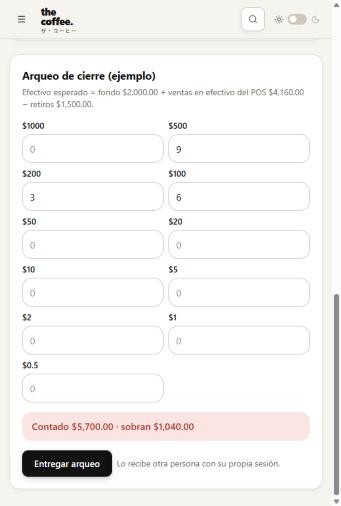 ☰
the
coffee.
ザ・コーヒー
Arqueo de cierre (ejemplo)
Efectivo esperado = fondo $2,000.00 + ventas en efectivo del POS $4,160.00
− retiros $1,500.00.
$1000 $500
0 9
$200 $100
3 6
$50 $20
0 0
$10 $5
0 0
$2 $1
0 0
$0.5
0
Contado $5,700.00 · sobran $1,040.00
Entregar arqueo Lo recibe otra persona con su propia sesión.